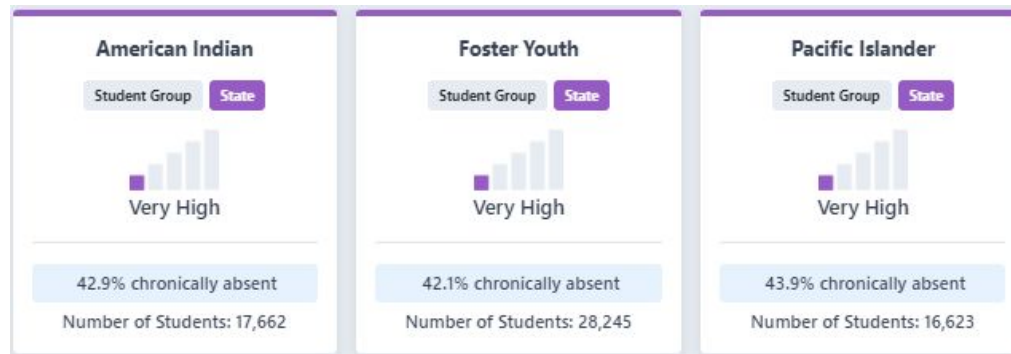 American Indian
Student Group State
Very High
42.9% chronically absent
Number of Students: 17,662
Foster Youth
Student Group State
Very High
42.1% chronically absent
Number of Students: 28,245
Pacific Islander
Student Group State
Very High
43.9% chronically absent
Number of Students: 16,623